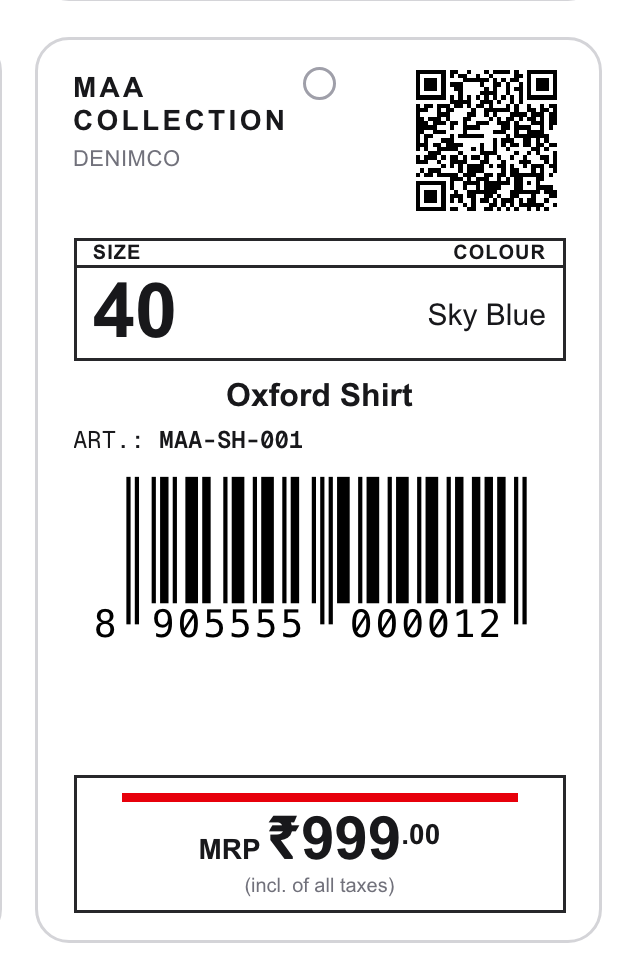 MAA
COLLECTION
DENIMCO
SIZE COLOUR
40 Sky Blue
Oxford Shirt
ART.: MAA-SH-001
8 905555 000012
MRP ₹999.00
(incl. of all taxes)